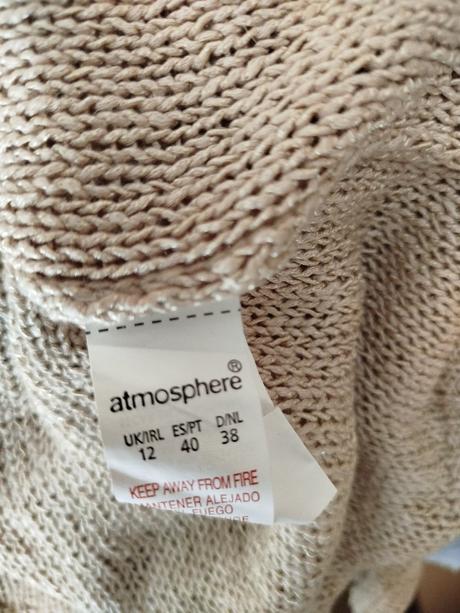 atmosphere®
UK/IRL ES/PT D/NL
12 40 38
KEEP AWAY FROM FIRE
MANTENER ALEJADO
FUEGO